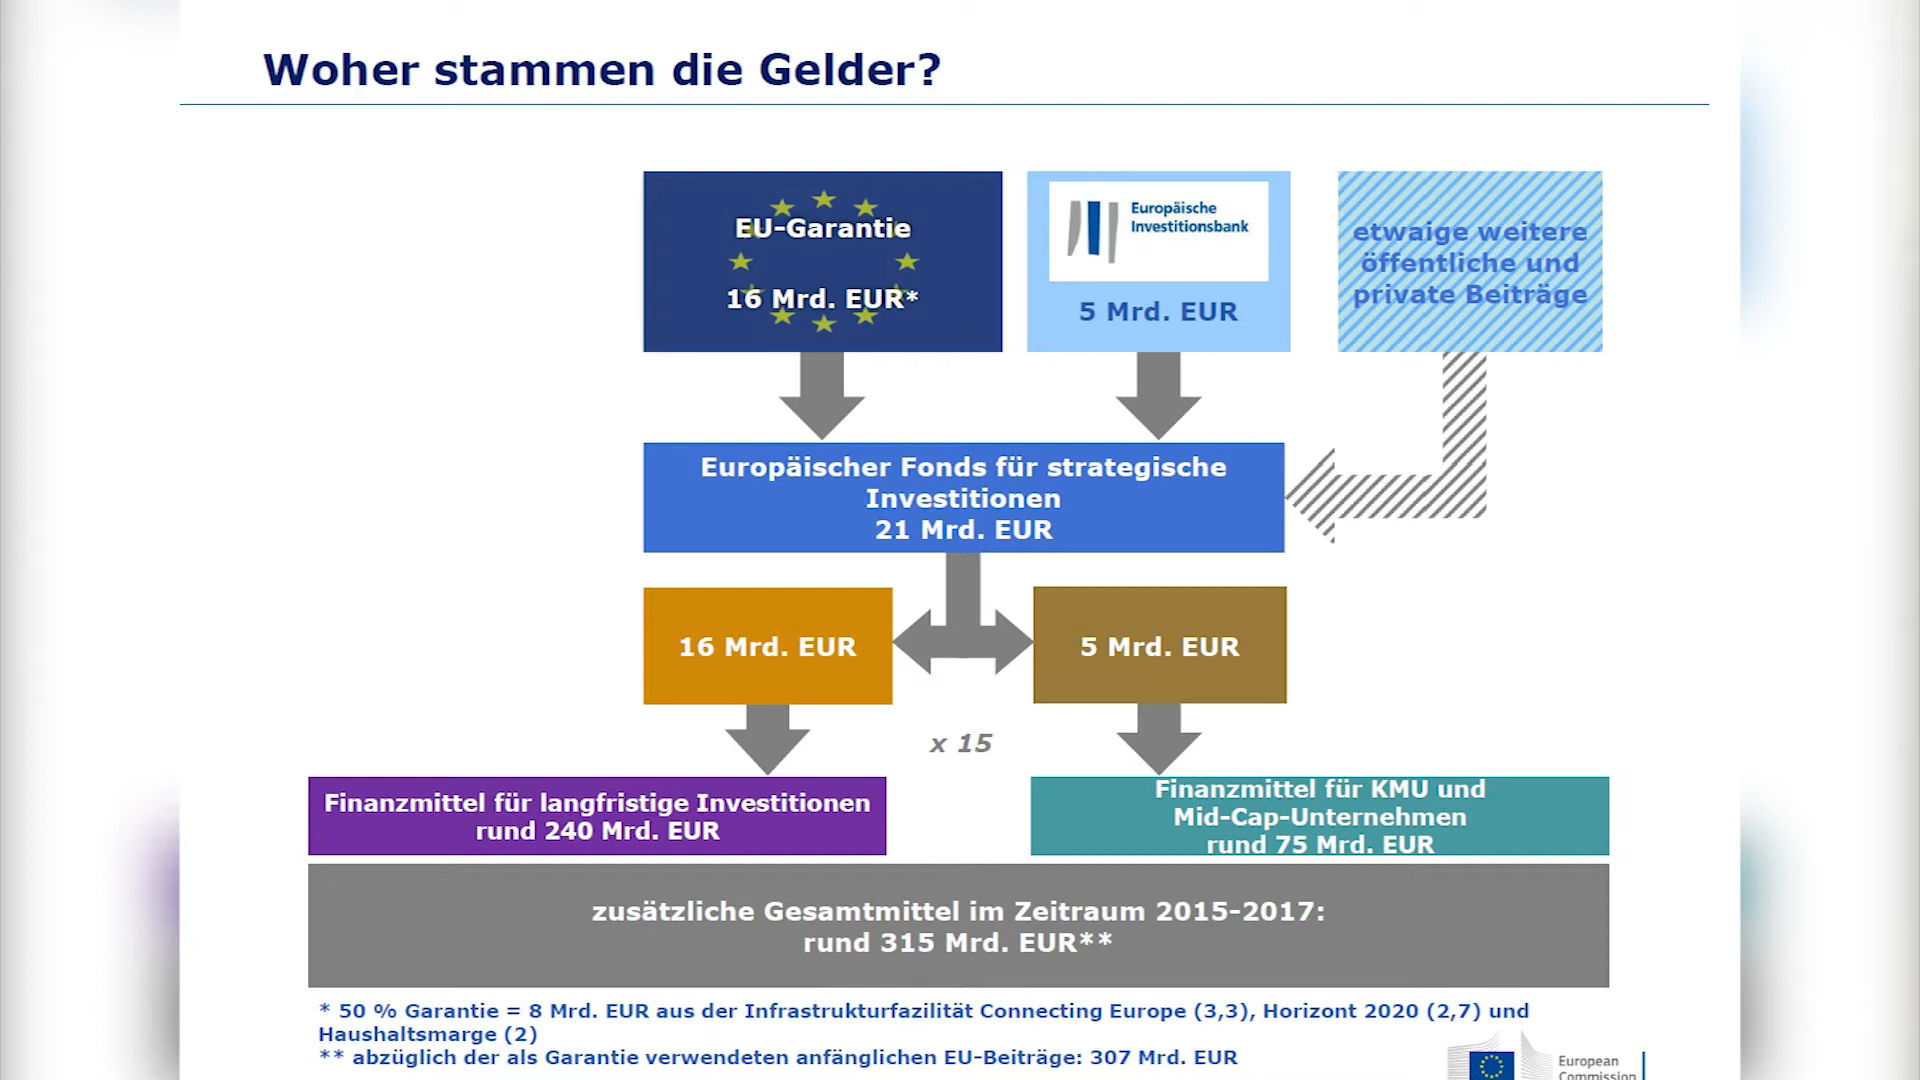 Woher stammen die Gelder?
EU-Garantie
16 Mrd. EUR*
Europäische
Investitionsbank
5 Mrd. EUR
etwaige weitere
öffentliche und
private Beiträge
Europäischer Fonds für strategische
Investitionen
21 Mrd. EUR
16 Mrd. EUR
5 Mrd. EUR
x 15
Finanzmittel für langfristige Investitionen
rund 240 Mrd. EUR
Finanzmittel für KMU und
Mid-Cap-Unternehmen
rund 75 Mrd. EUR
zusätzliche Gesamtmittel im Zeitraum 2015-2017:
rund 315 Mrd. EUR**
* 50 % Garantie = 8 Mrd. EUR aus der Infrastrukturfazilität Connecting Europe (3,3), Horizont 2020 (2,7) und
Haushaltsmarge (2)
** abzüglich der als Garantie verwendeten anfänglichen EU-Beiträge: 307 Mrd. EUR
European
Commission